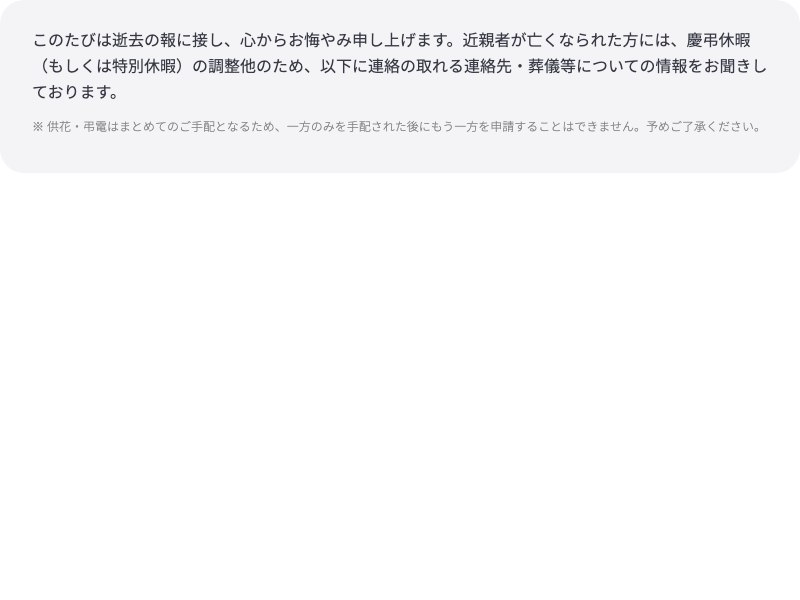 このたびは逝去の報に接し、心からお悔やみ申し上げます。近親者が亡くなられた方には、慶弔休暇
（もしくは特別休暇）の調整他のため、以下に連絡の取れる連絡先・葬儀等についての情報をお聞きし
ております。
※ 供花・弔電はまとめてのご手配となるため、一方のみを手配された後にもう一方を申請することはできません。予めご了承ください。